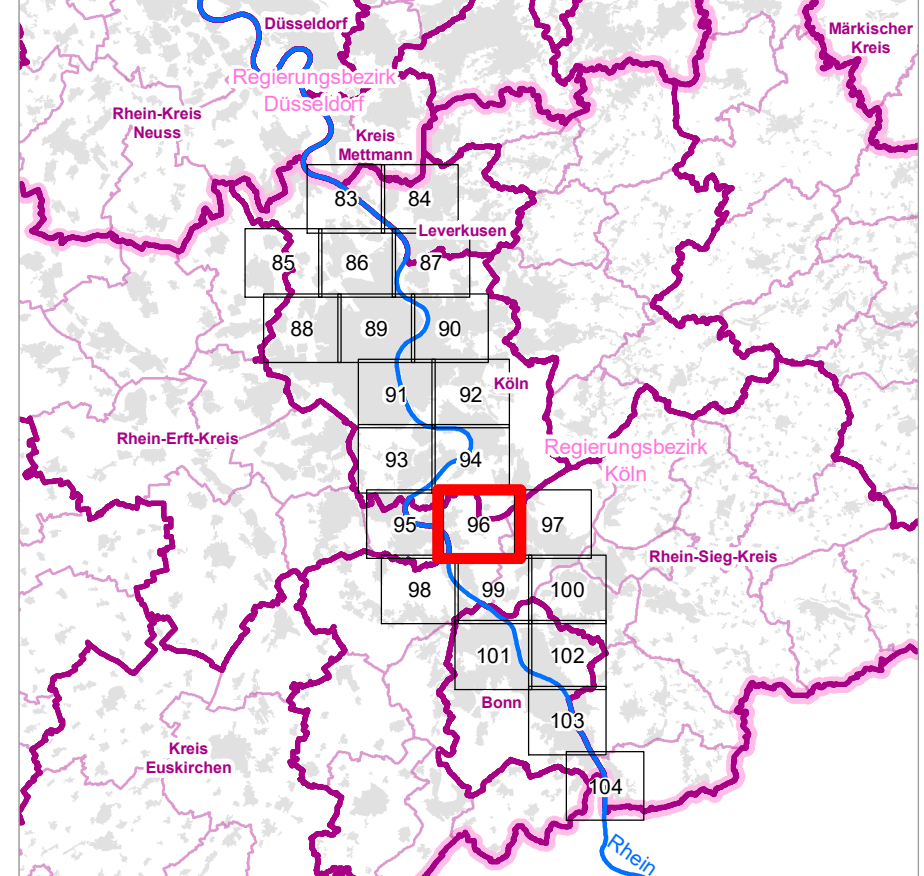 Düsseldorf
Märkischer
Kreis
Regierungsbezirk
Düsseldorf
Rhein-Kreis
Neuss
Kreis
Mettmann
83
84
Leverkusen
85
86
87
88
89
90
91
92
Köln
Rhein-Erft-Kreis
93
94
Regierungsbezirk
Köln
95
96
97
Rhein-Sieg-Kreis
98
99
100
101
102
Bonn
103
Kreis
Euskirchen
104
Rhein